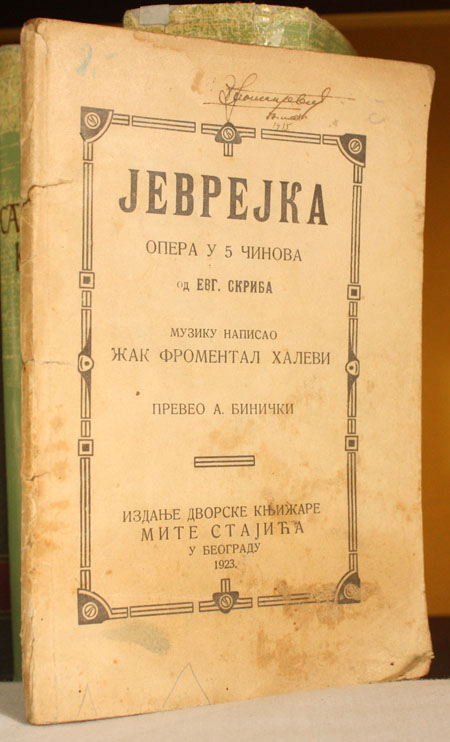 1935
ЈЕВРЕЈКА
ОПЕРА У 5 ЧИНОВА
ОД ЕВГ. СКРИБА
МУЗИКУ НАПИСАО
ЖАК ФРОМЕНТАЛ ХАЛЕВИ
ПРЕВЕО А. БИНИЧКИ
ИЗДАЊЕ ДВОРСКЕ КЊИЖАРЕ
МИТЕ СТАЈИЋА
У БЕОГРАДУ
1923.